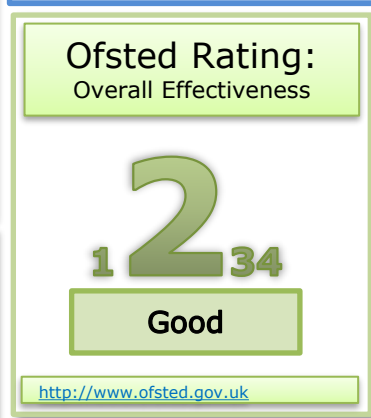 Ofsted Rating:
Overall Effectiveness
1 2 34
Good
http://www.ofsted.gov.uk